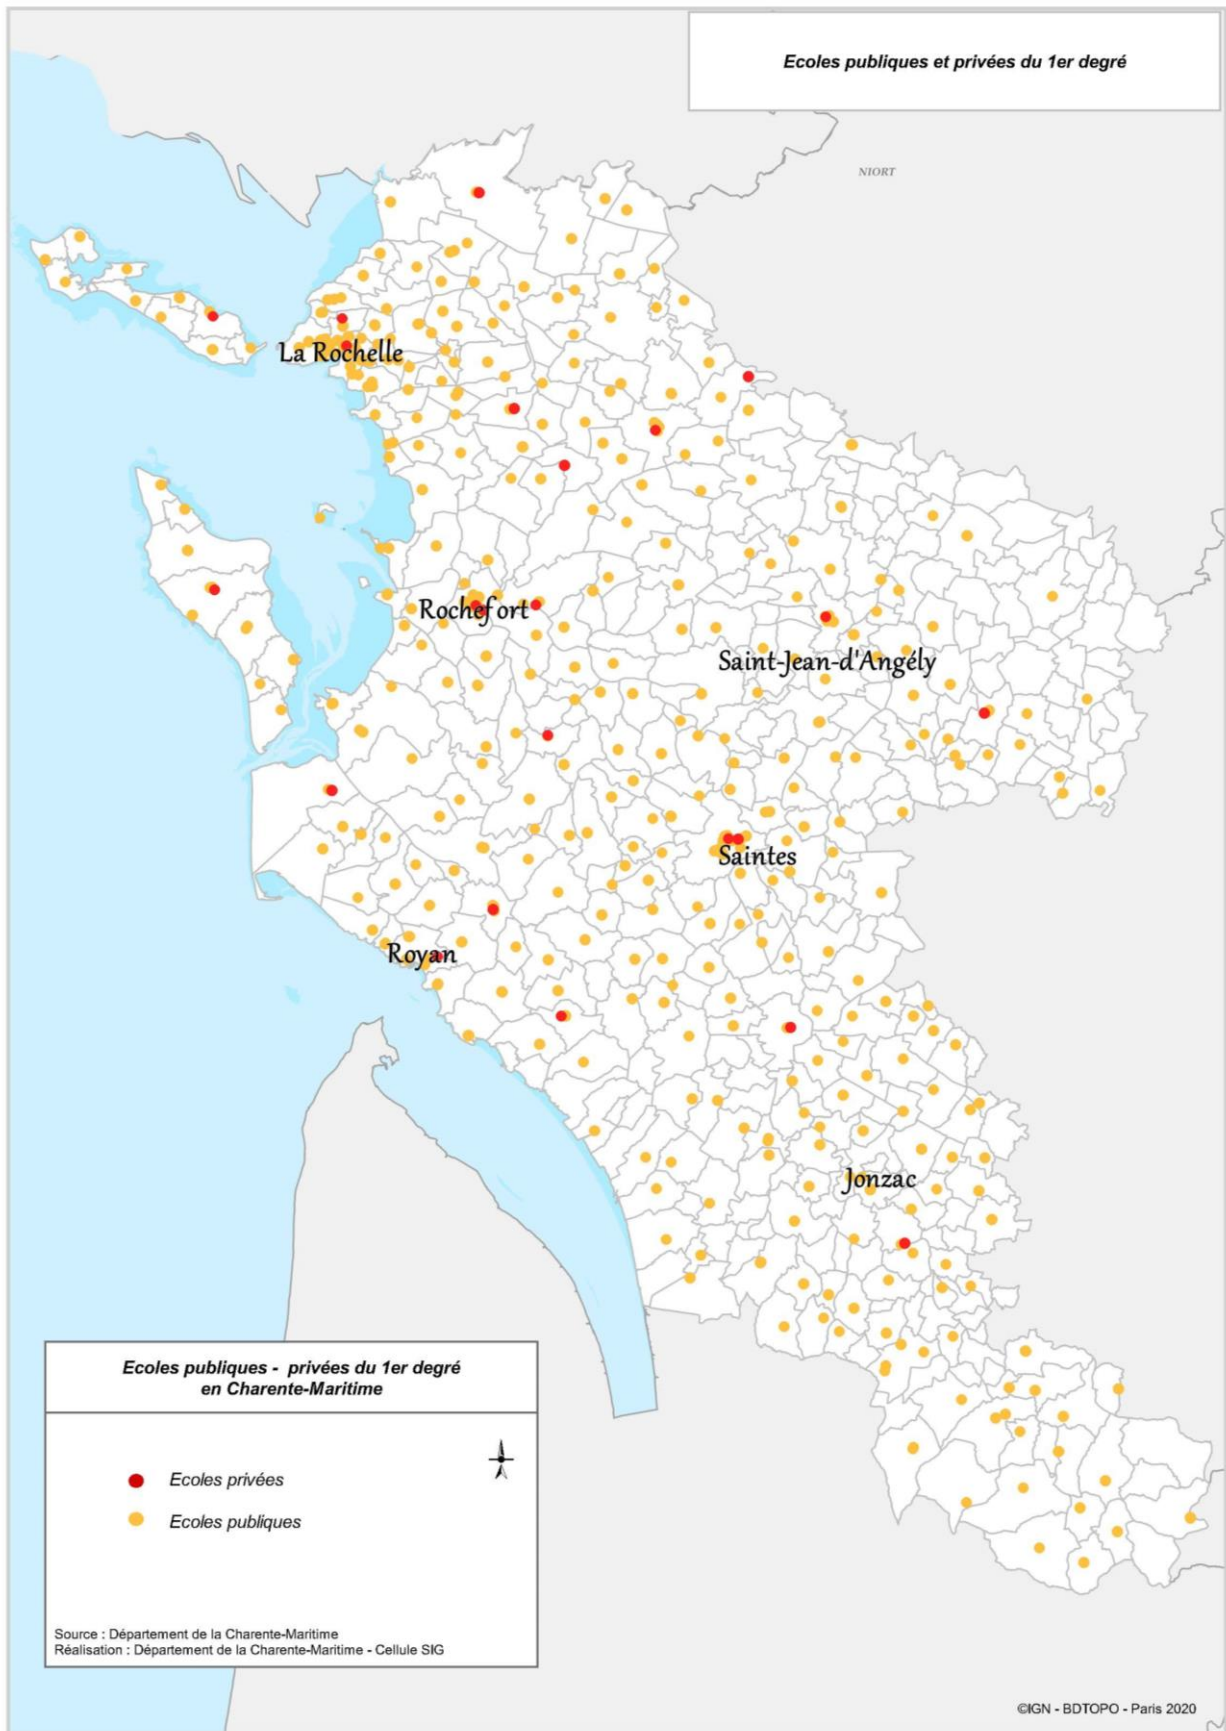 Ecoles publiques et privées du 1er degré
NIORT
La Rochelle
Rochefort
Saint-Jean-d'Angély
Saintes
Royan
Jonzac
Ecoles publiques - privées du 1er degré
en Charente-Maritime
Ecoles privées
Ecoles publiques
Source : Département de la Charente-Maritime
Réalisation : Département de la Charente-Maritime - Cellule SIG
©IGN - BDTOPO - Paris 2020